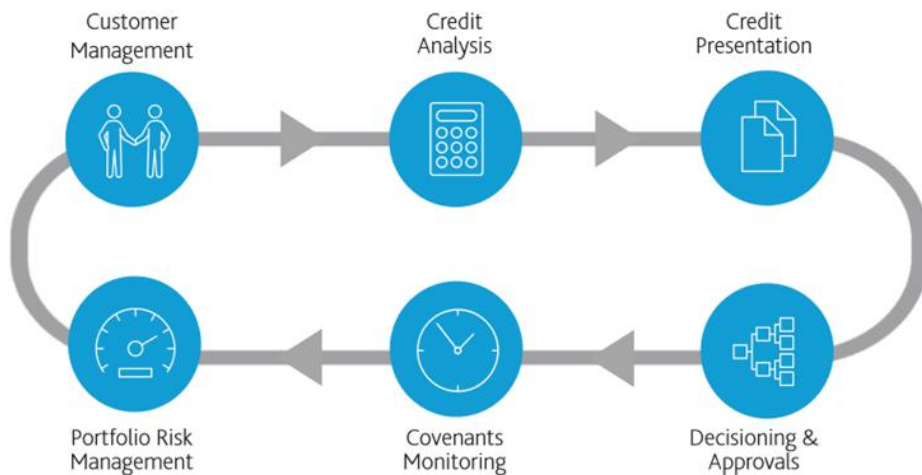 Customer
Management
Credit
Analysis
Credit
Presentation
Portfolio Risk
Management
Covenants
Monitoring
Decisioning &
Approvals